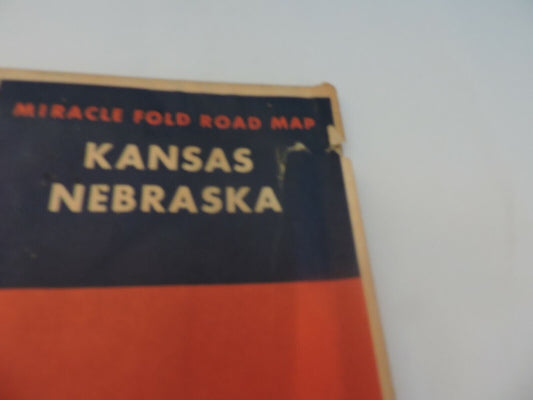 MIRACLE FOLD ROAD MAP
KANSAS
NEBRASKA